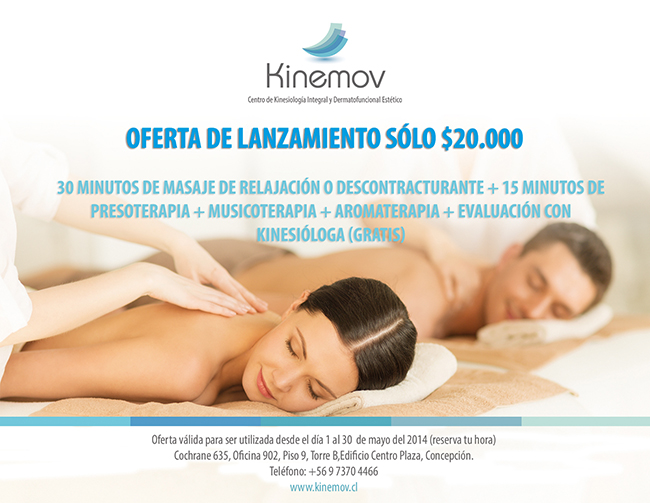 Kinemov
Centro de Kinesiología Integral y Dermatofuncional Estético
OFERTA DE LANZAMIENTO SÓLO $20.000
30 MINUTOS DE MASAJE DE RELAJACIÓN O DESCONTRACTURANTE + 15 MINUTOS DE
PRESOTERAPIA + MUSICOTERAPIA + AROMATERAPIA + EVALUACIÓN CON
KINESIÓLOGA (GRATIS)
Oferta válida para ser utilizada desde el día 1 al 30 de mayo del 2014 (reserva tu hora)
Cochrane 635, Oficina 902, Piso 9, Torre B,Edificio Centro Plaza, Concepción.
Teléfono: +56 9 7370 4466
www.kinemov.cl